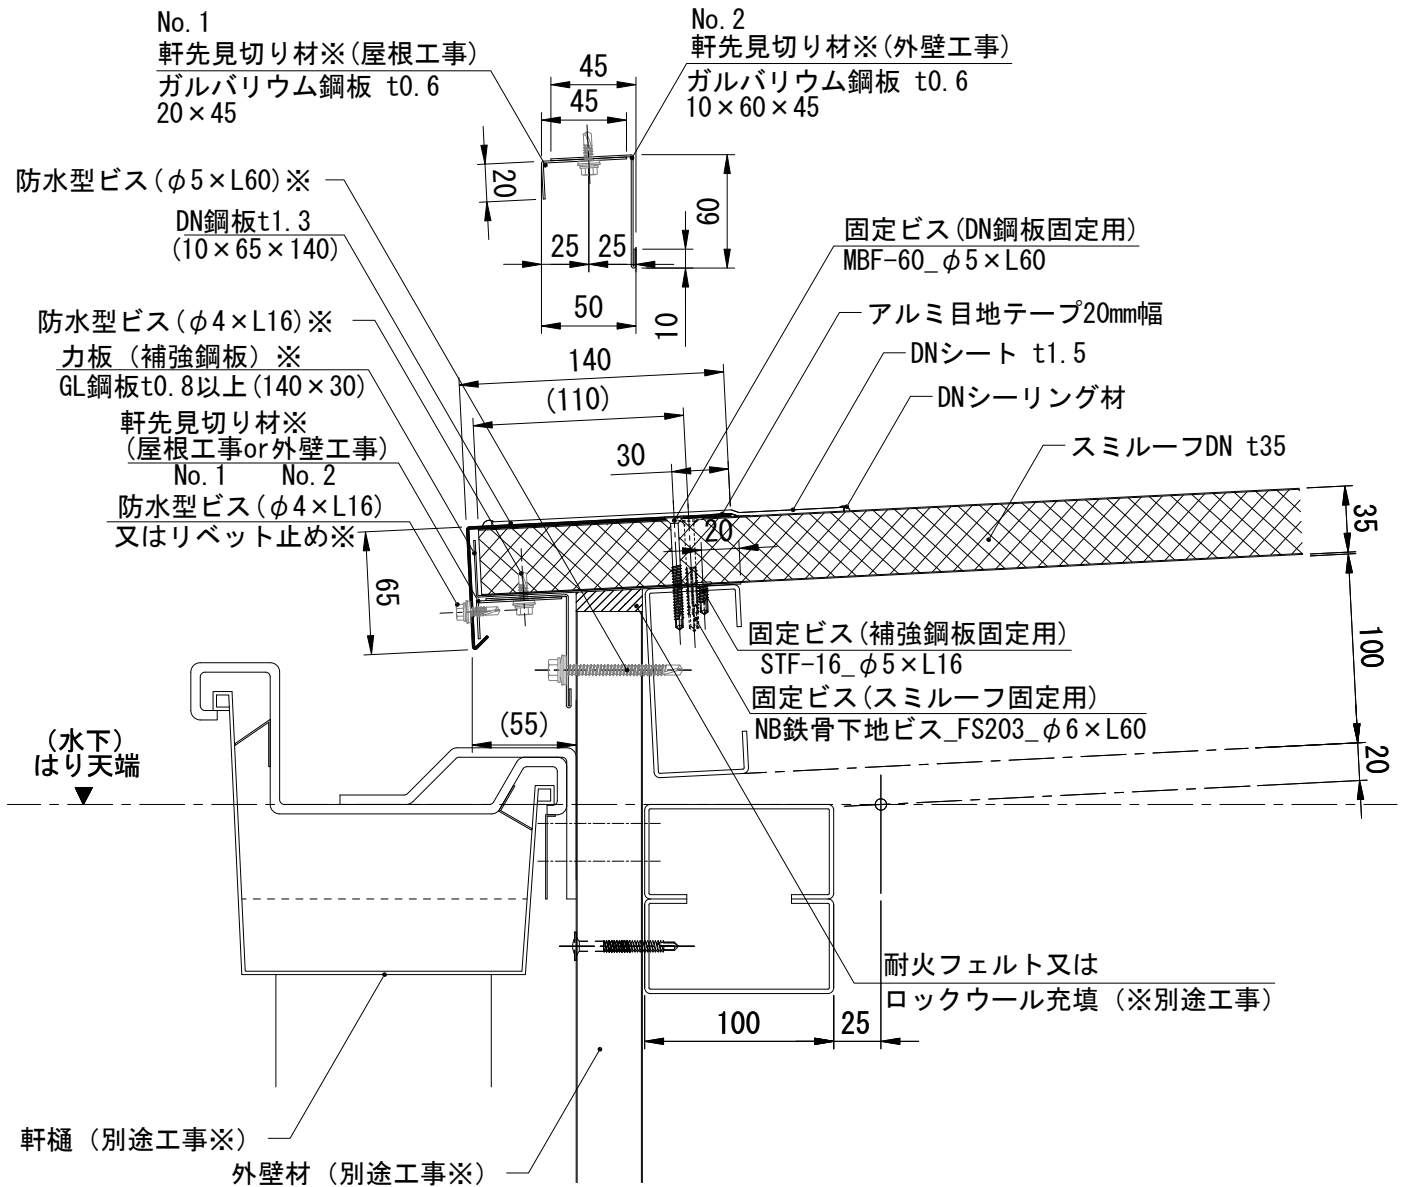 No.1
軒先見切り材※(屋根工事)
ガルバリウム鋼板 t0.6
20×45
No.2
軒先見切り材※(外壁工事)
ガルバリウム鋼板 t0.6
10×60×45
45
45
20
60
25
25
50
10
防水型ビス(φ5×L60)※
DN鋼板t1.3
(10×65×140)
防水型ビス(φ4×L16)※
力板（補強鋼板）※
GL鋼板t0.8以上(140×30)
軒先見切り材※
(屋根工事or外壁工事)
No.1 No.2
防水型ビス(φ4×L16)
又はリベット止め※
固定ビス(DN鋼板固定用)
MBF-60_φ5×L60
アルミ目地テープ20mm幅
DNシート t1.5
DNシーリング材
スミルーフDN t35
140
(110)
30
20
65
35
100
20
固定ビス(補強鋼板固定用)
STF-16_φ5×L16
固定ビス(スミルーフ固定用)
NB鉄骨下地ビス_FS203_φ6×L60
(55)
(水下)
はり天端
耐火フェルト又は
ロックウール充填（※別途工事）
100
25
軒樋（別途工事※）
外壁材（別途工事※）